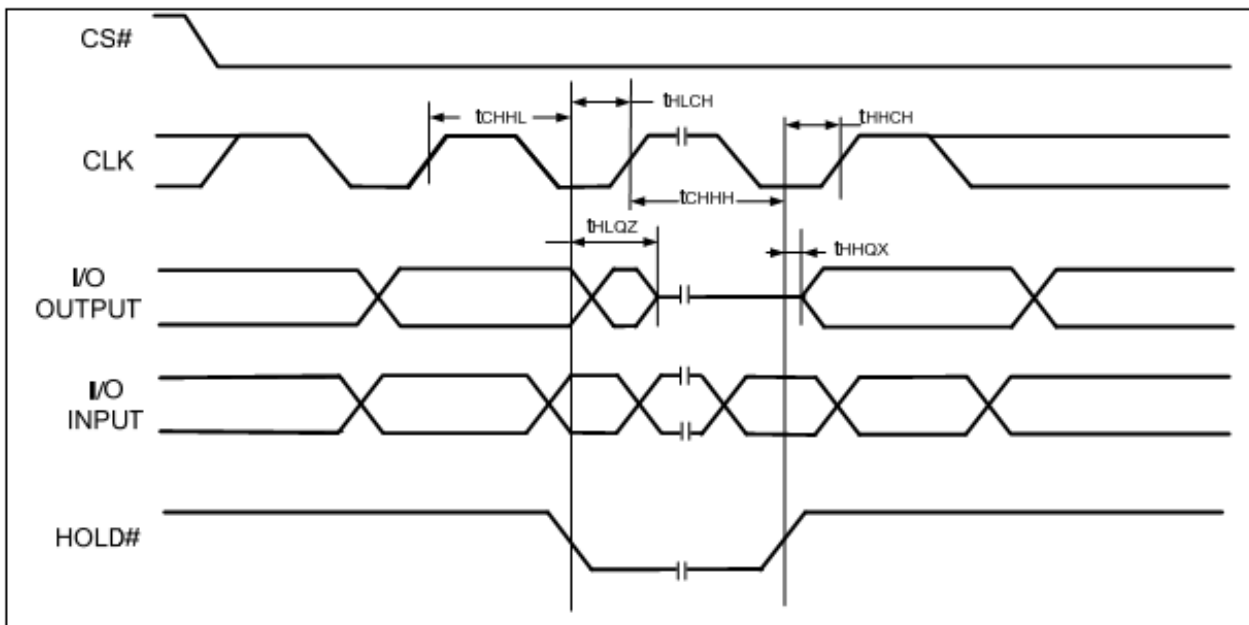 CS#
tHLCH
tCHHL
tHHCH
CLK
tCHHH
tHLQZ
tHHQX
I/O
OUTPUT
I/O
INPUT
HOLD#